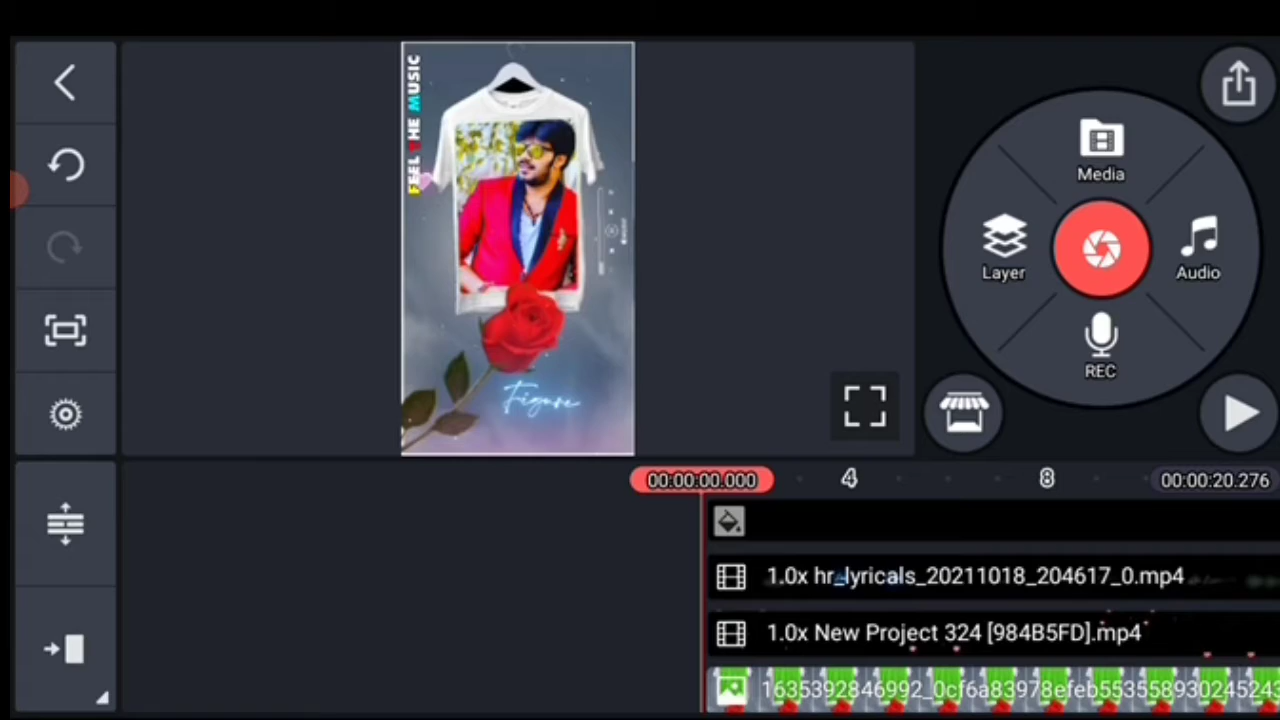 FEEL THE MUSIC
Figure
Media
Layer
Audio
REC
00:00:00.000
4
8
00:00:20.276
1.0x hr_lyricals_20211018_204617_0.mp4
1.0x New Project 324 [984B5FD].mp4
1635392846992_0cf6a83978efeb553558930245243